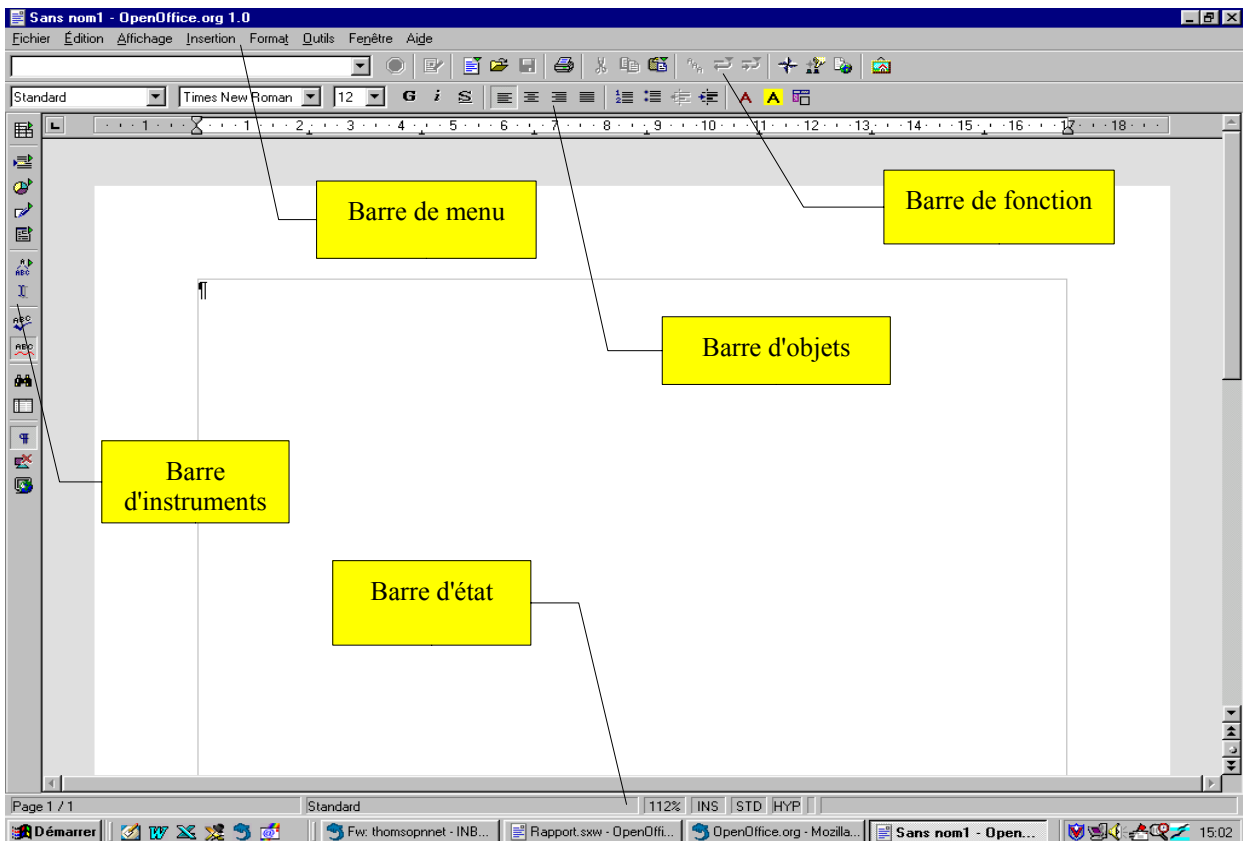 Sans nom1 - OpenOffice.org 1.0
Fichier Édition Affichage Insertion Format Outils Fenêtre Aide
Standard Times New Roman 12 G i S A A
1 1 2 3 4 5 6 7 8 9 10 11 12 13 14 15 16 17 18
Barre de menu
Barre de fonction
¶
Barre d'objets
Barre
d'instruments
Barre d'état
Page 1 / 1 Standard 112% INS STD HYP
Démarrer Fw: thomsopnnet - INB... Rapport.sxw - OpenOffi... OpenOffice.org - Mozilla... Sans nom1 - Open... 15:02